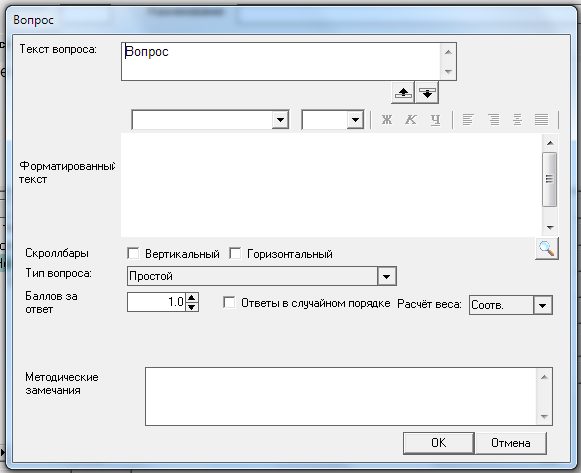 Вопрос
Текст вопроса:
Вопрос
Ж К Ч
Форматированный
текст
Скроллбары Вертикальный Горизонтальный
Тип вопроса: Простой
Баллов за
ответ
1.0 Ответы в случайном порядке Расчёт веса: Соотв.
Методические
замечания
OK Отмена